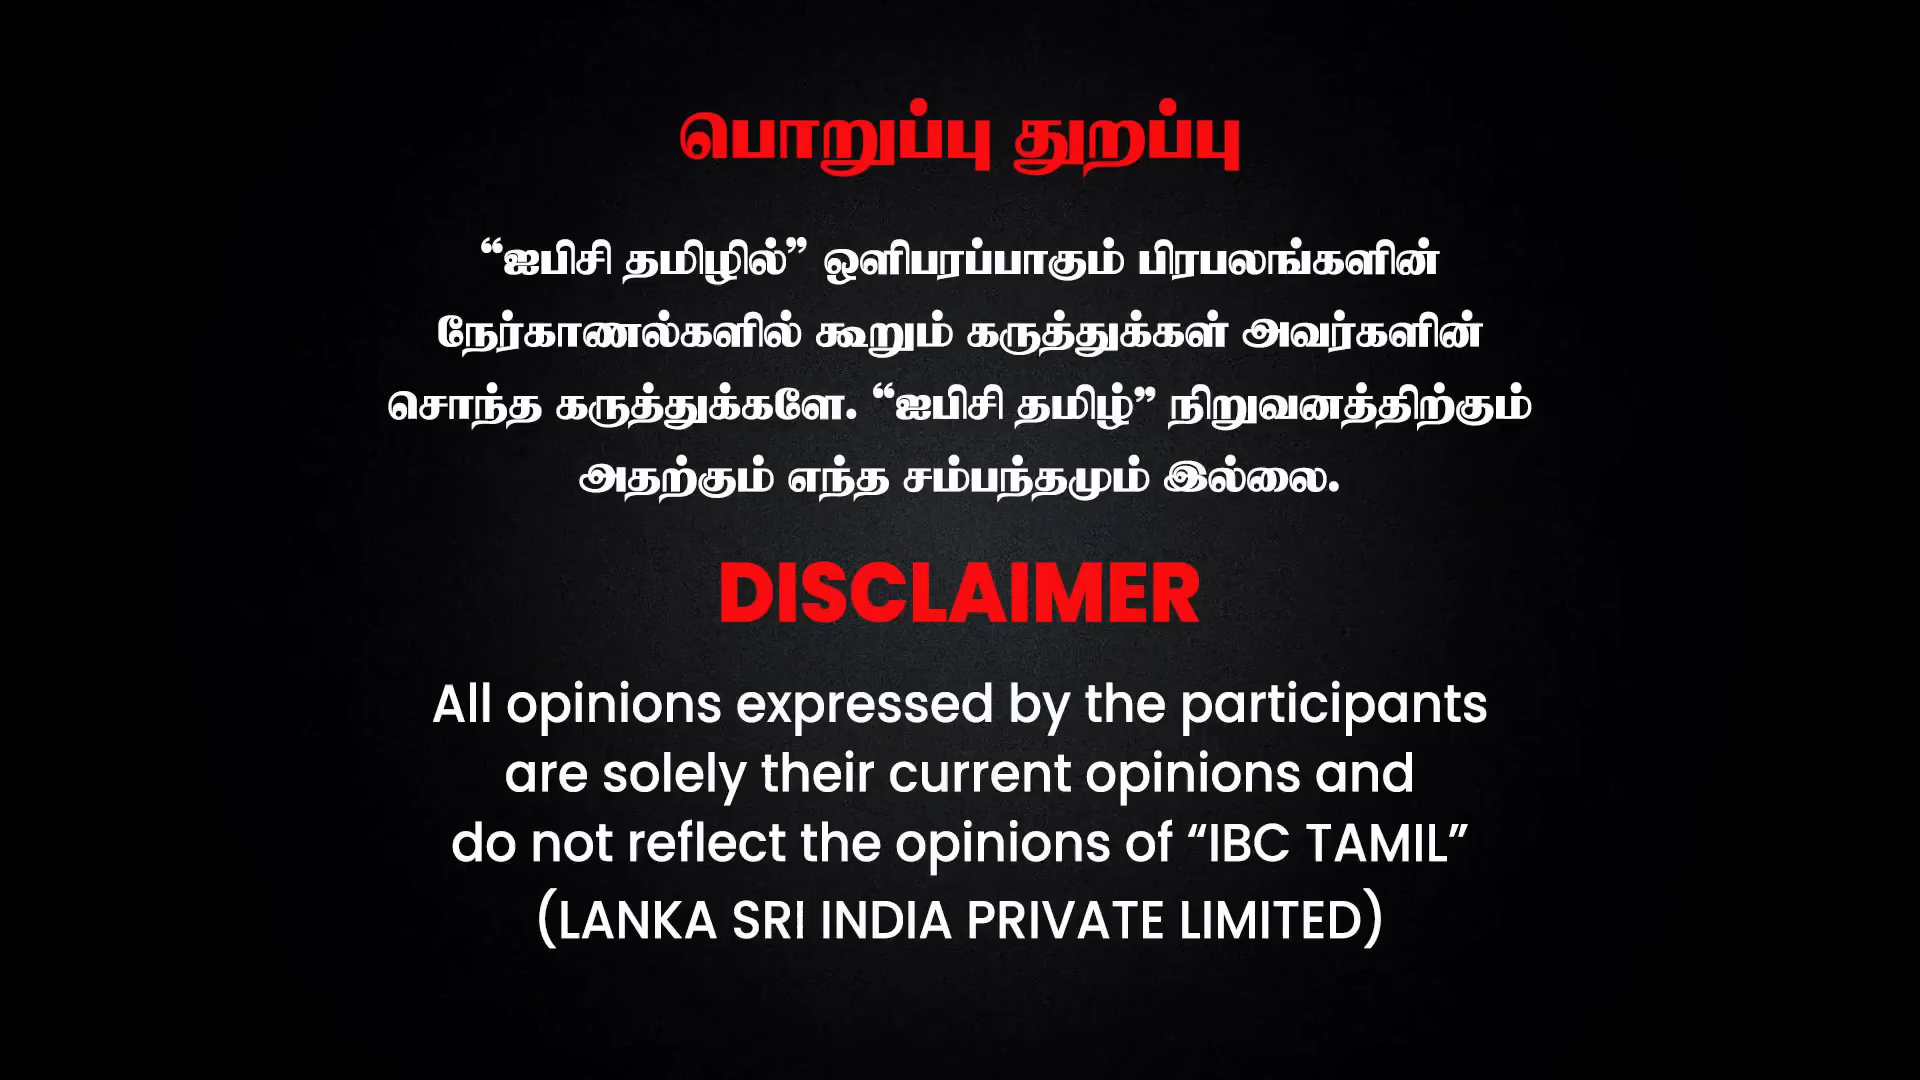 பொறுப்பு துறப்பு
“ஐபிசி தமிழில்” ஒளிபரப்பாகும் பிரபலங்களின்
நேர்காணல்களில் கூறும் கருத்துக்கள் அவர்களின்
சொந்த கருத்துக்களே. “ஐபிசி தமிழ்” நிறுவனத்திற்கும்
அதற்கும் எந்த சம்பந்தமும் இல்லை.
DISCLAIMER
All opinions expressed by the participants
are solely their current opinions and
do not reflect the opinions of “IBC TAMIL”
(LANKA SRI INDIA PRIVATE LIMITED)